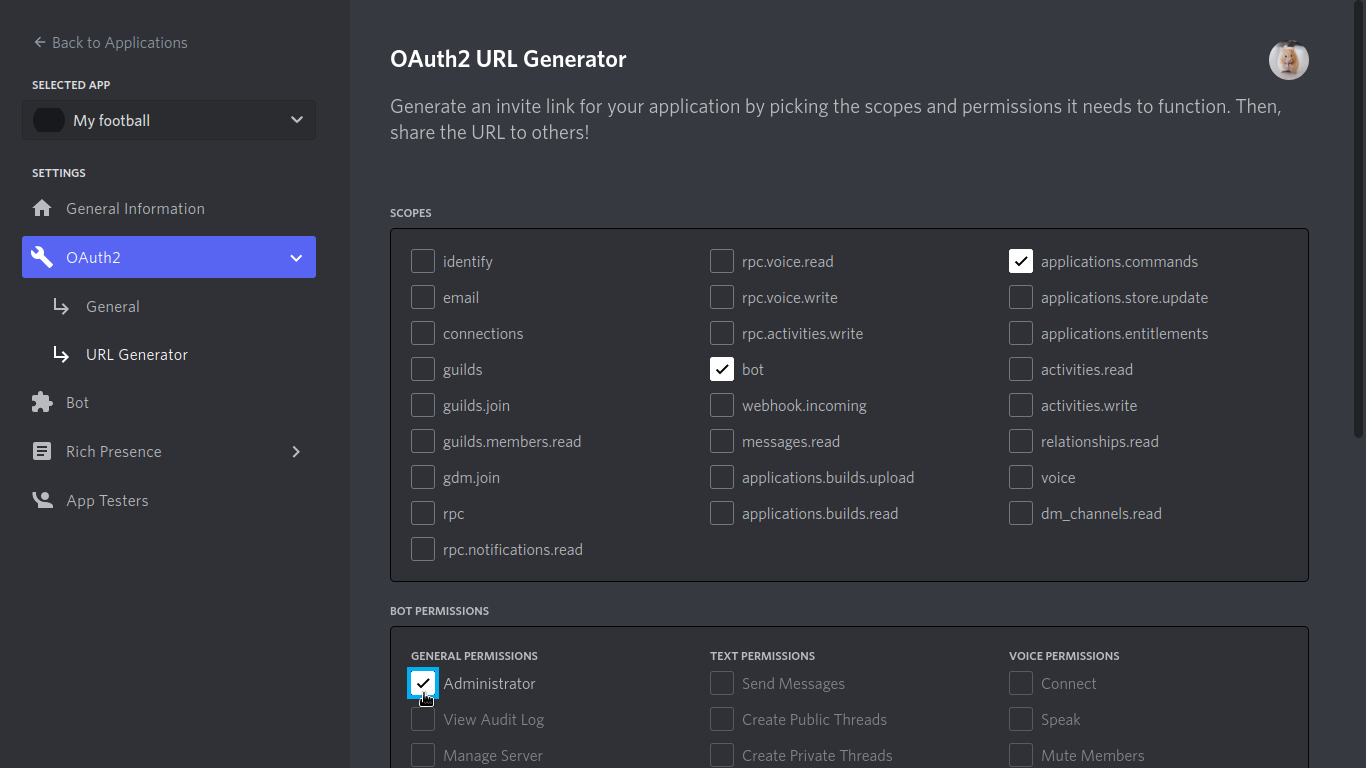 Back to Applications
SELECTED APP
My football
SETTINGS
General Information
OAuth2
General
URL Generator
Bot
Rich Presence
App Testers
OAuth2 URL Generator
Generate an invite link for your application by picking the scopes and permissions it needs to function. Then,
share the URL to others!
SCOPES
identify
email
connections
guilds
guilds.join
guilds.members.read
gdm.join
rpc
rpc.notifications.read
rpc.voice.read
rpc.voice.write
rpc.activities.write
bot
webhook.incoming
messages.read
applications.builds.upload
applications.builds.read
applications.commands
applications.store.update
applications.entitlements
activities.read
activities.write
relationships.read
voice
dm_channels.read
BOT PERMISSIONS
GENERAL PERMISSIONS
Administrator
View Audit Log
Manage Server
TEXT PERMISSIONS
Send Messages
Create Public Threads
Create Private Threads
VOICE PERMISSIONS
Connect
Speak
Mute Members